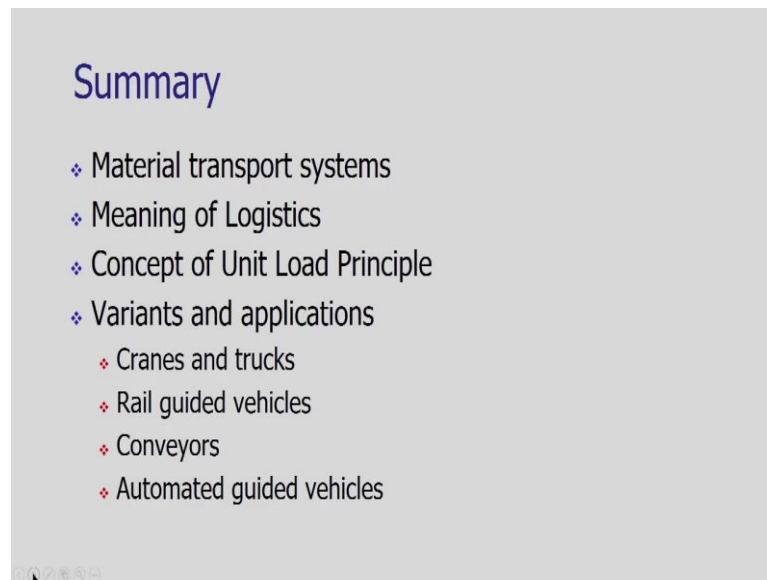 Summary
Material transport systems
Meaning of Logistics
Concept of Unit Load Principle
Variants and applications
Cranes and trucks
Rail guided vehicles
Conveyors
Automated guided vehicles